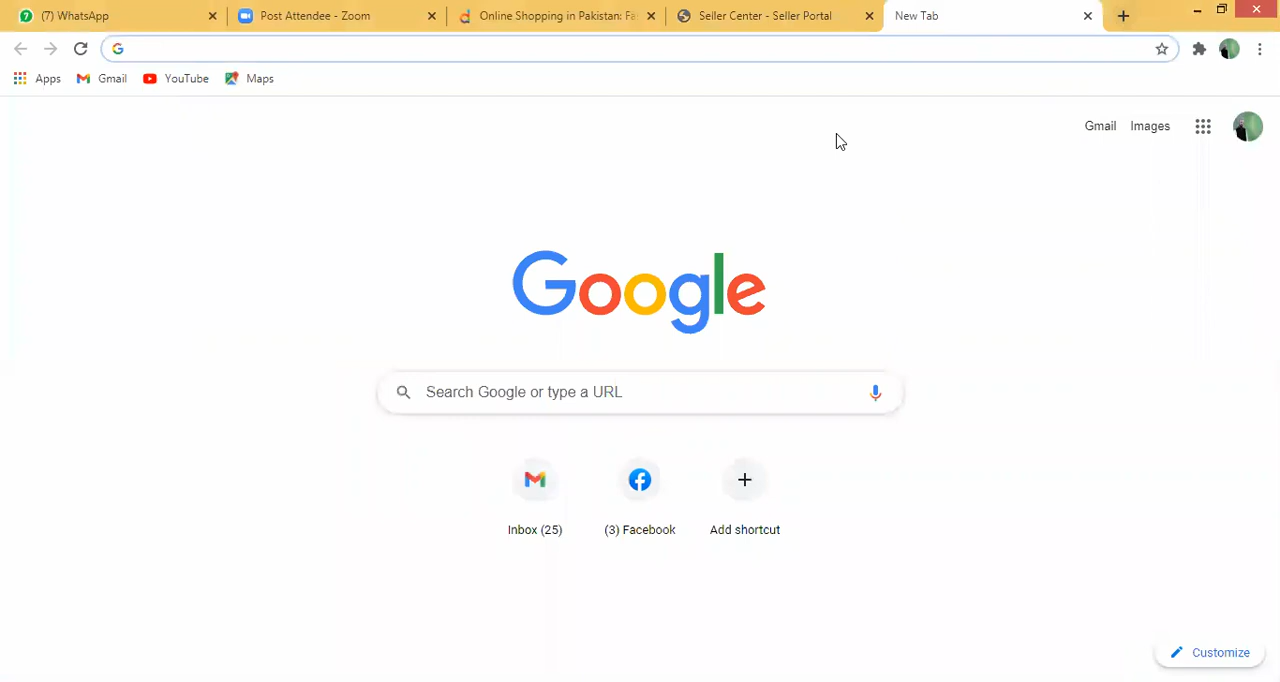 (7) WhatsApp
Post Attendee - Zoom
Online Shopping in Pakistan: Fa
Seller Center - Seller Portal
New Tab
Apps
Gmail
YouTube
Maps
Gmail
Images
Google
Search Google or type a URL
Inbox (25)
(3) Facebook
Add shortcut
Customize